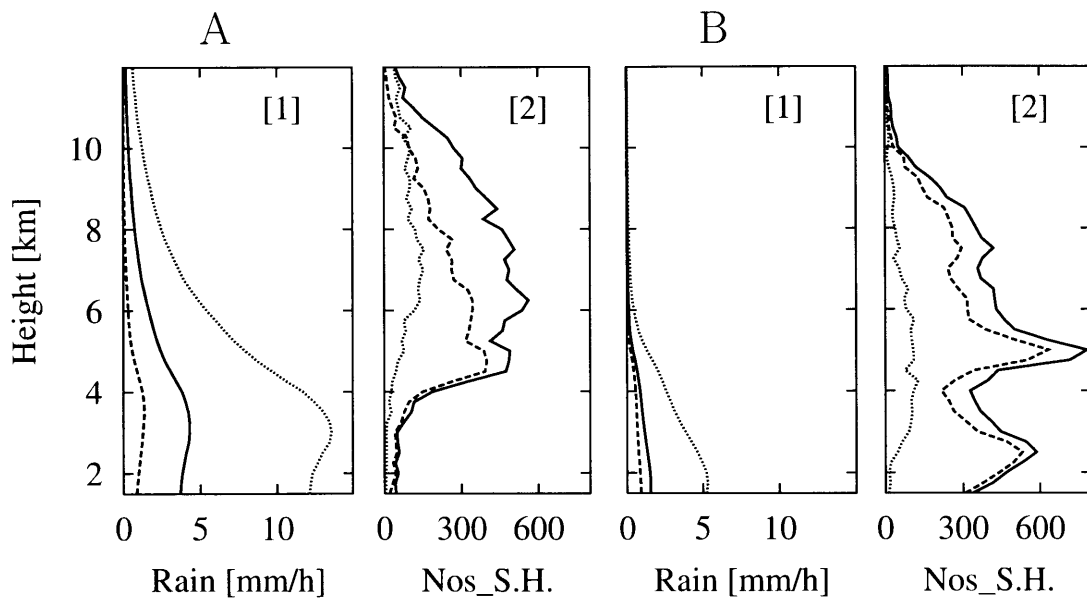 A B
[1] [2] [1] [2]
10
8
6
4
2
Height [km]
0 5 10 0 300 600 0 5 10 0 300 600
Rain [mm/h] Nos_S.H. Rain [mm/h] Nos_S.H.